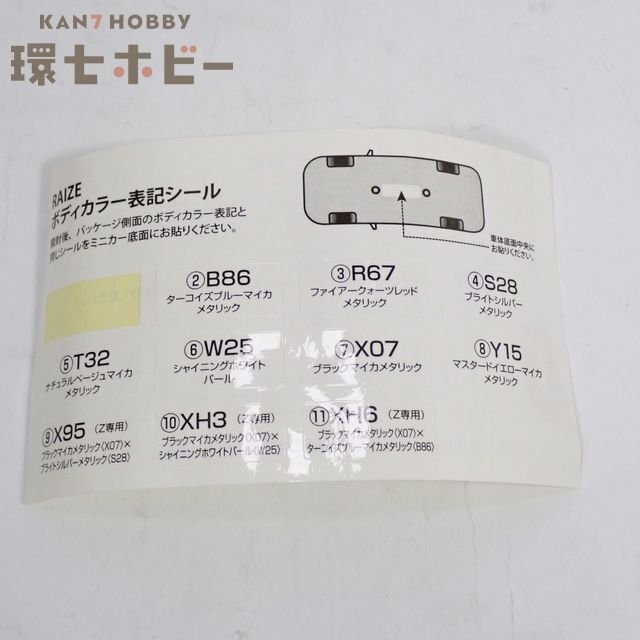 KAN7HOBBY
環七ホビー
RAIZE
ボディカラー表記シール
開封後、パッケージ側面のボディカラー表記と
同じシールをミニカー底面にお貼りください。
車体底面中央に
お貼りください。
②B86
ターコイズブルーマイカ
メタリック
③R67
ファイアークォーツレッド
メタリック
④S28
ブライトシルバー
メタリック
⑤T32
ナチュラルベージュマイカ
メタリック
⑥W25
シャイニングホワイト
パール
⑦X07
ブラックマイカメタリック
⑧Y15
マスタードイエローマイカ
メタリック
⑨X95（Z専用）
ブラックマイカメタリック（X07）×
ブライトシルバーメタリック（S28）
⑩XH3（Z専用）
ブラックマイカメタリック（X07）×
シャイニングホワイトパール（W25）
⑪XH6（Z専用）
ブラックマイカメタリック（X07）×
ターコイズブルーマイカメタリック（B86）